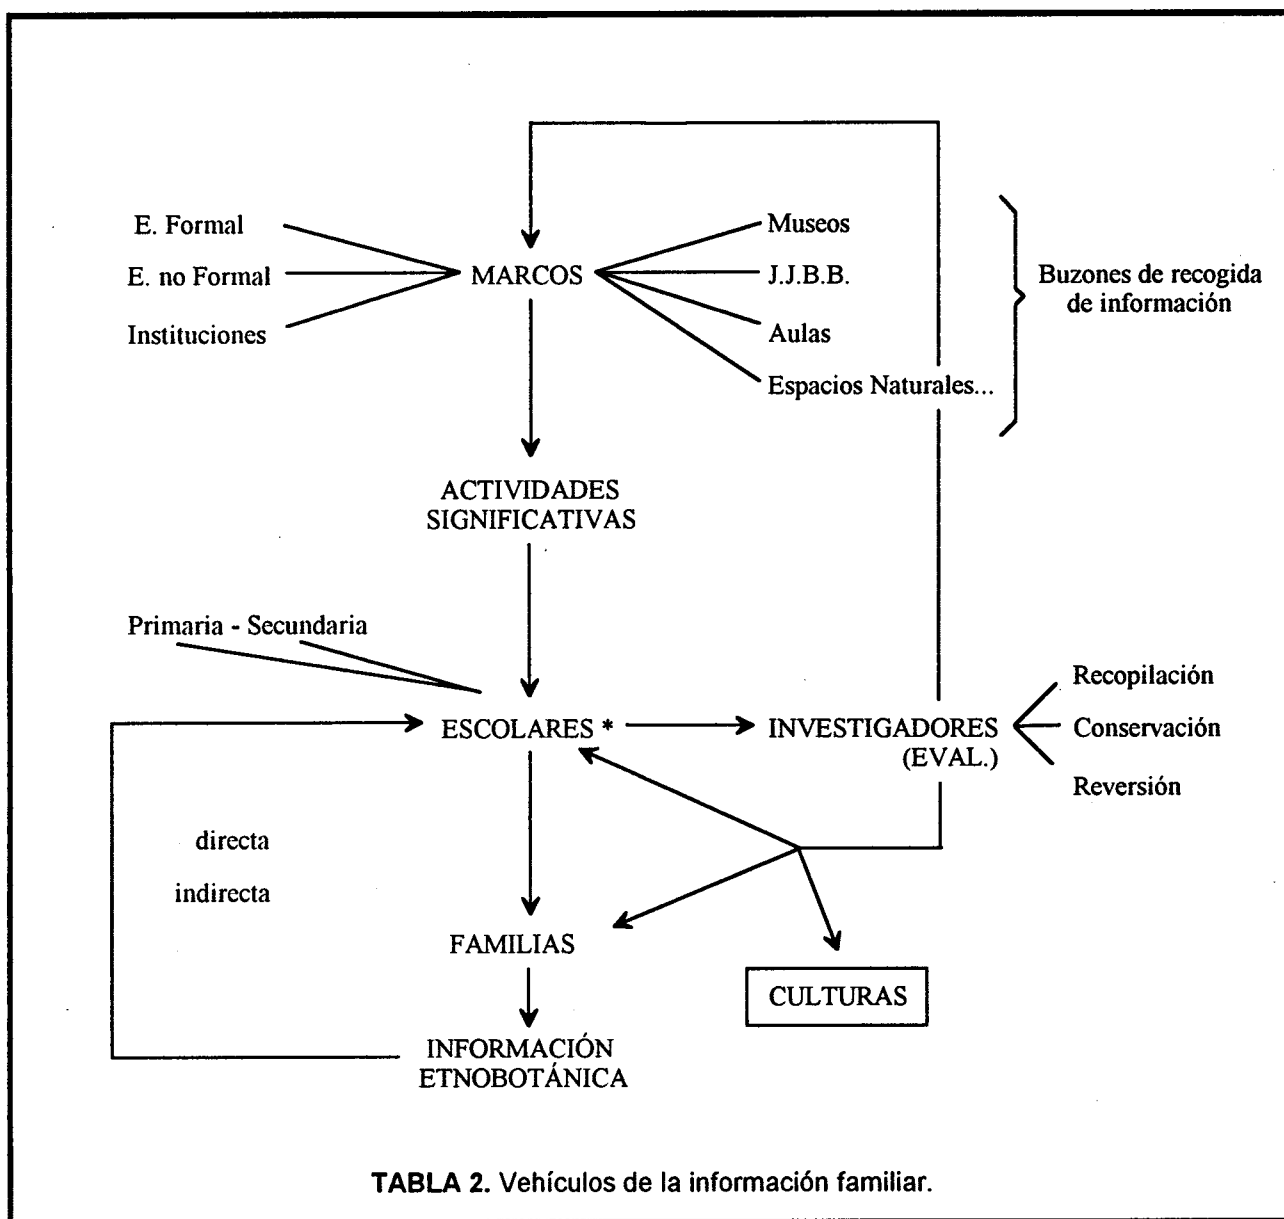 E. Formal
E. no Formal
Instituciones
MARCOS
Museos
J.J.B.B.
Aulas
Espacios Naturales...
Buzones de recogida
de información
ACTIVIDADES
SIGNIFICATIVAS
Primaria - Secundaria
ESCOLARES *
INVESTIGADORES
(EVAL.)
Recopilación
Conservación
Reversión
directa
indirecta
FAMILIAS
CULTURAS
INFORMACIÓN
ETNOBOTÁNICA
TABLA 2. Vehículos de la información familiar.